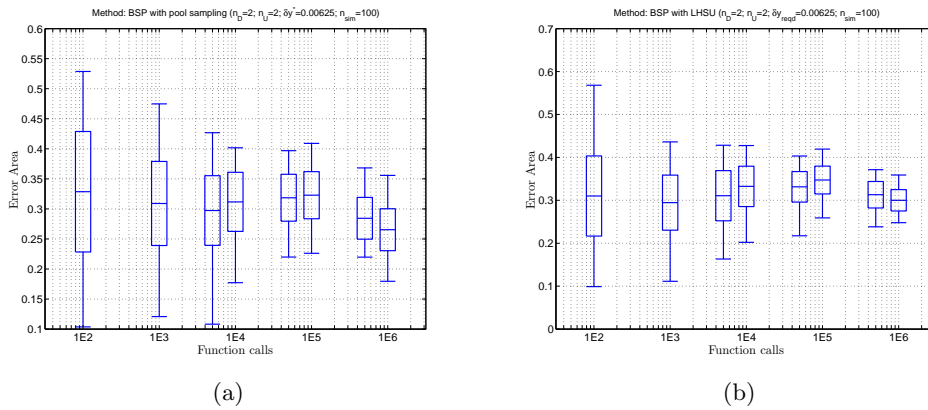 Method: BSP with pool sampling (n_D=2; n_U=2; δy*=0.00625; n_sim=100)
0.6
0.55
0.5
0.45
0.4
0.35
0.3
0.25
0.2
0.15
0.1
Error Area
1E2 1E3 1E4 1E5 1E6
Function calls
(a)
Method: BSP with LHSU (n_D=2; n_U=2; δy_reqd=0.00625; n_sim=100)
0.7
0.6
0.5
0.4
0.3
0.2
0.1
0
Error Area
1E2 1E3 1E4 1E5 1E6
Function calls
(b)